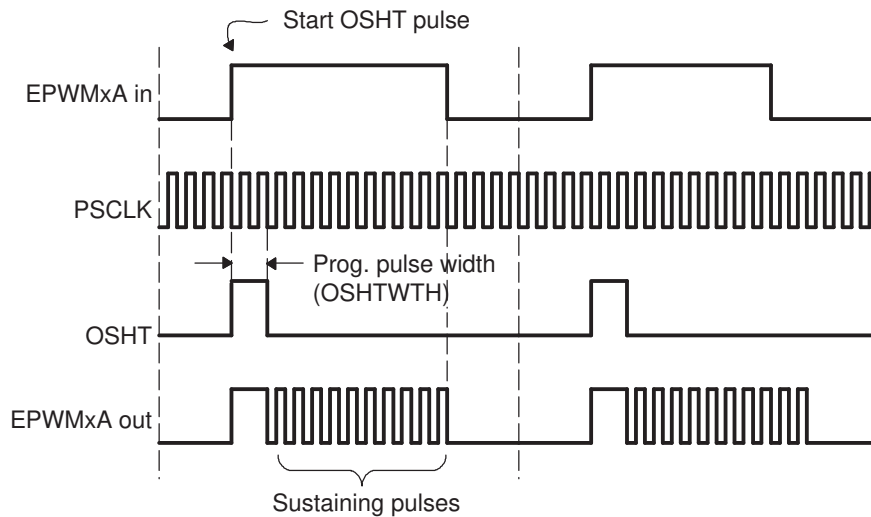 Start OSHT pulse
EPWMxA in
PSCLK
Prog. pulse width
(OSHTWTH)
OSHT
EPWMxA out
Sustaining pulses